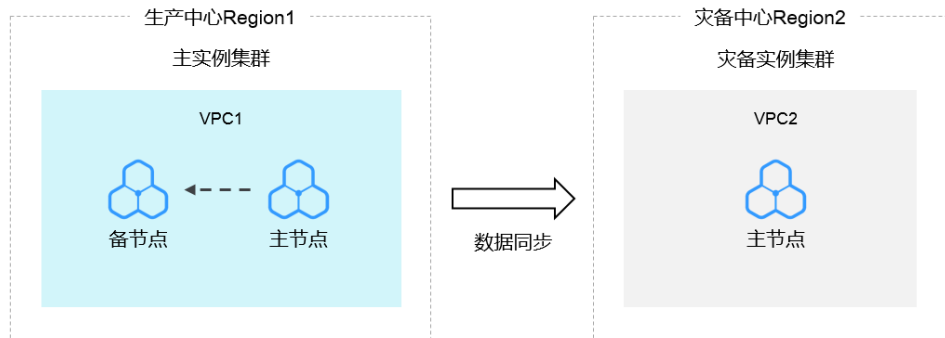 生产中心Region1
灾备中心Region2
主实例集群
灾备实例集群
VPC1
VPC2
备节点
主节点
数据同步
主节点